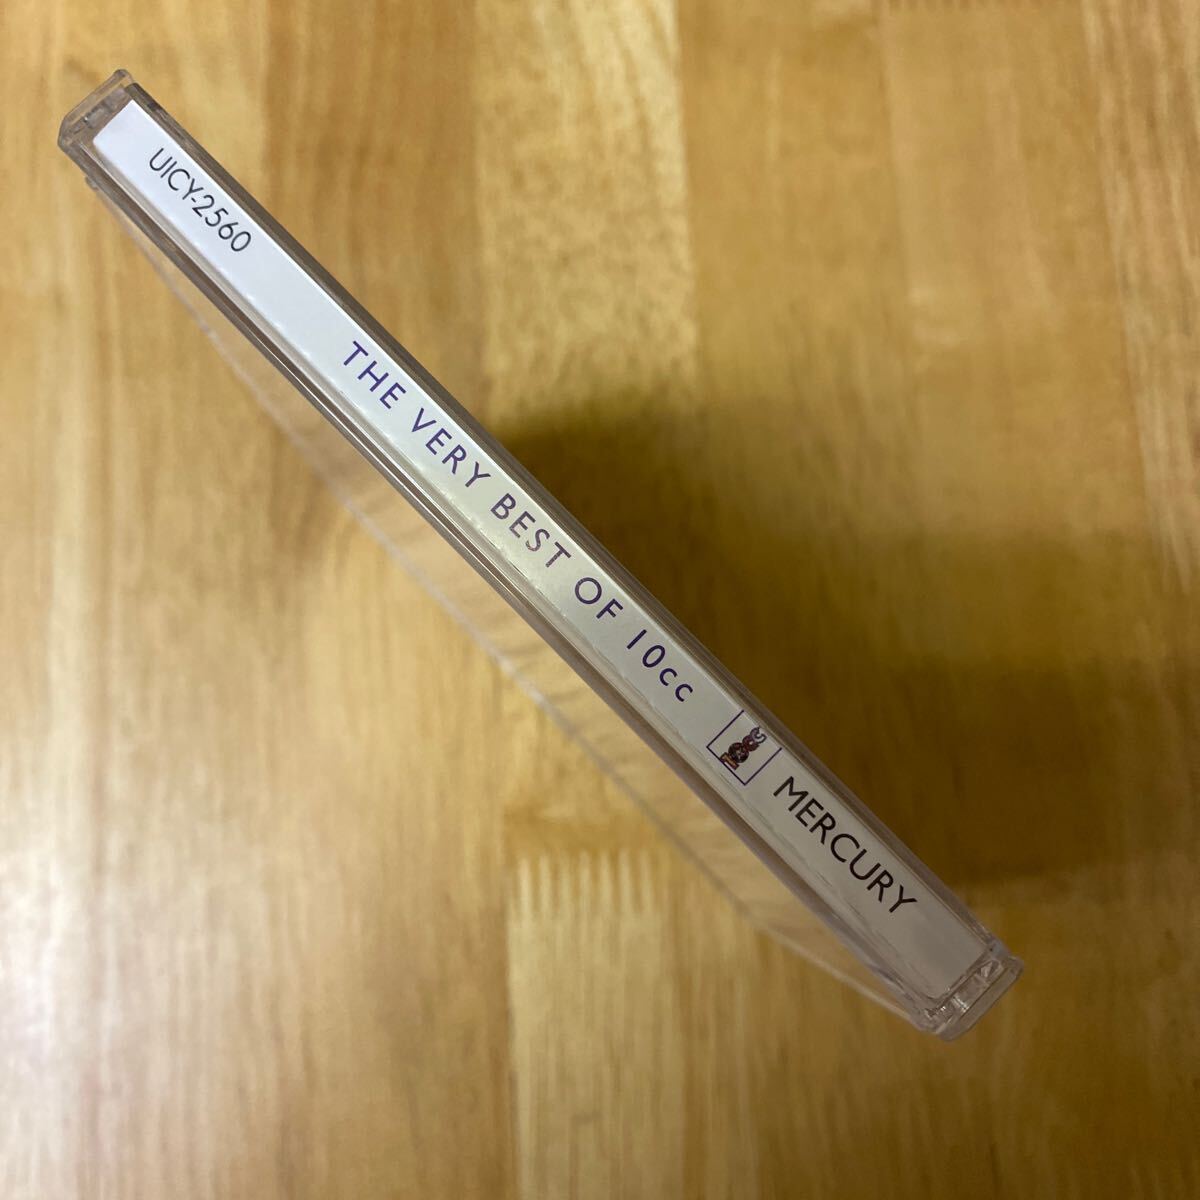 UICY-2560
THE VERY BEST OF 10cc
10cc
MERCURY